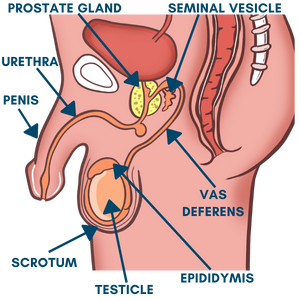 PROSTATE GLAND
SEMINAL VESICLE
URETHRA
PENIS
VAS
DEFERENS
SCROTUM
EPIDIDYMIS
TESTICLE